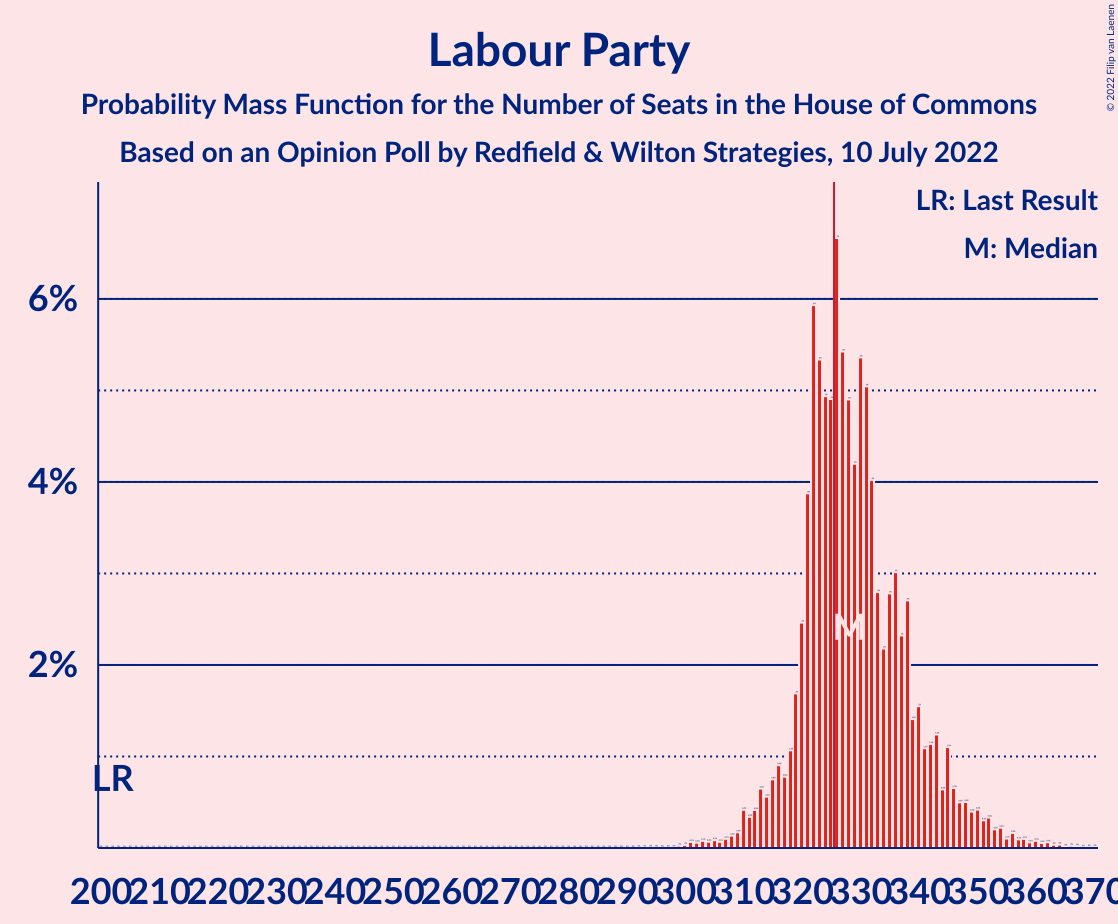 Labour Party
Probability Mass Function for the Number of Seats in the House of Commons
Based on an Opinion Poll by Redfield & Wilton Strategies, 10 July 2022
© 2022 Filip van Laenen
LR: Last Result
M: Median
6%
4%
2%
M
LR
200 210 220 230 240 250 260 270 280 290 300 310 320 330 340 350 360 370